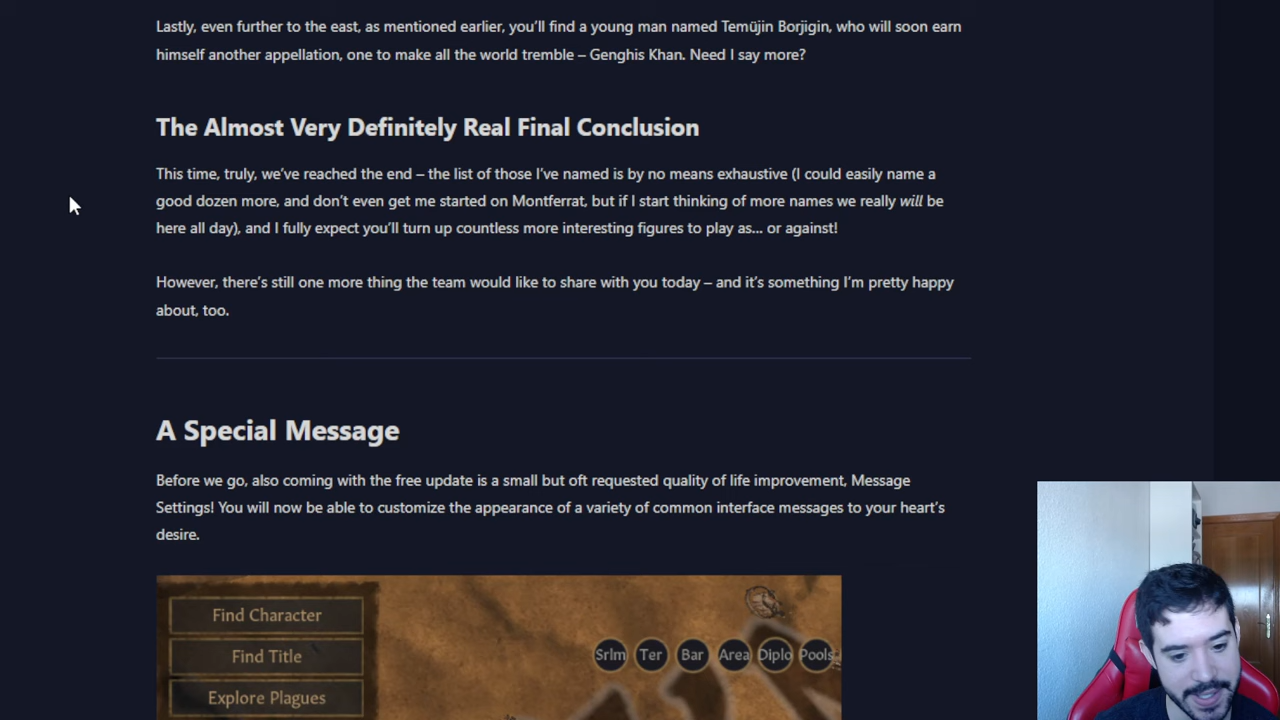 Lastly, even further to the east, as mentioned earlier, you'll find a young man named Temüjin Borjigin, who will soon earn
himself another appellation, one to make all the world tremble – Genghis Khan. Need I say more?
The Almost Very Definitely Real Final Conclusion
This time, truly, we've reached the end – the list of those I've named is by no means exhaustive (I could easily name a
good dozen more, and don't even get me started on Montferrat, but if I start thinking of more names we really will be
here all day), and I fully expect you'll turn up countless more interesting figures to play as... or against!
However, there's still one more thing the team would like to share with you today – and it's something I'm pretty happy
about, too.
A Special Message
Before we go, also coming with the free update is a small but oft requested quality of life improvement, Message
Settings! You will now be able to customize the appearance of a variety of common interface messages to your heart's
desire.
Find Character
Srlm Ter Bar Area Diplo Pools
Find Title
Explore Plagues